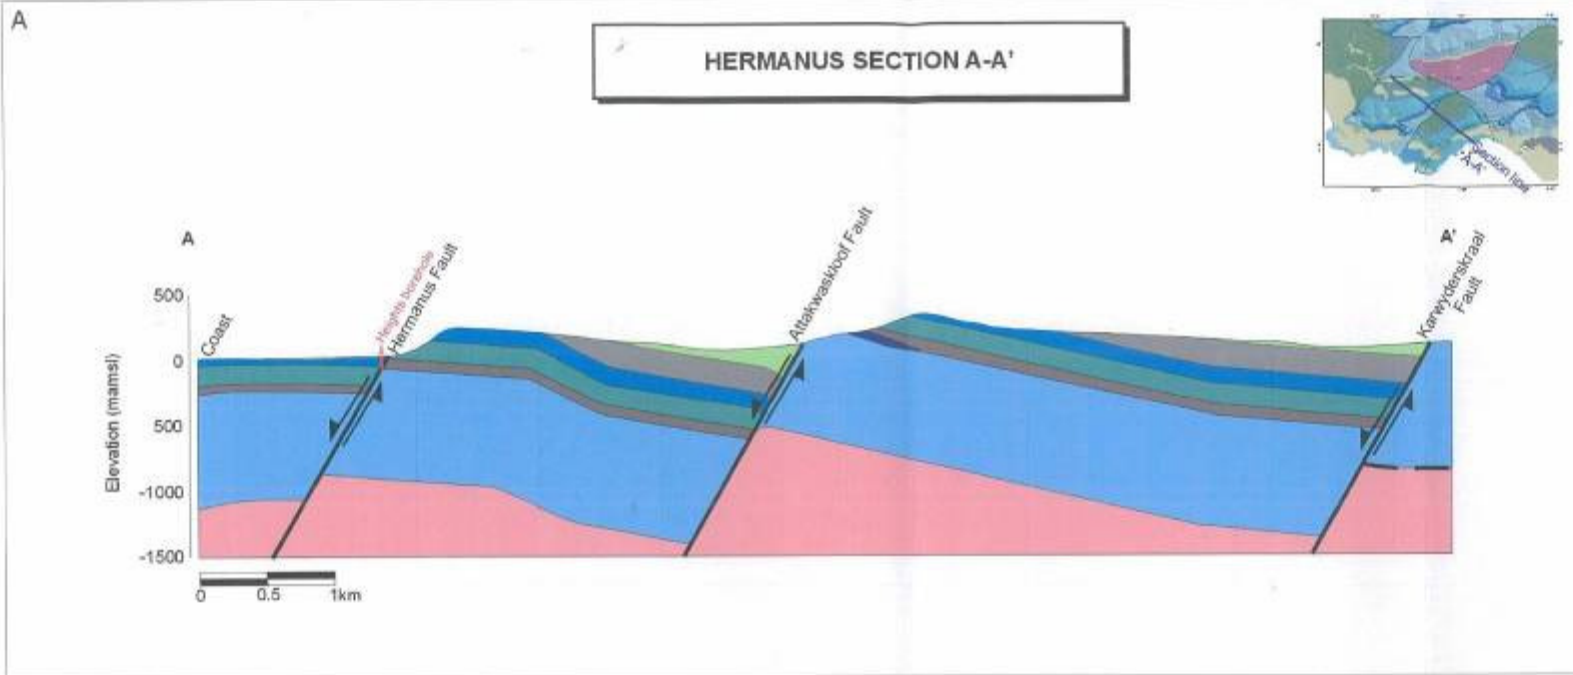 A
HERMANUS SECTION A-A'
Section line
"A-A'
A
A'
Coast
Heights borehole
Hermanus Fault
Attakwaskloof Fault
Karwyderskraal
Fault
Elevation (mamsl)
500
0
500
-1000
-1500
0
0.5
1km